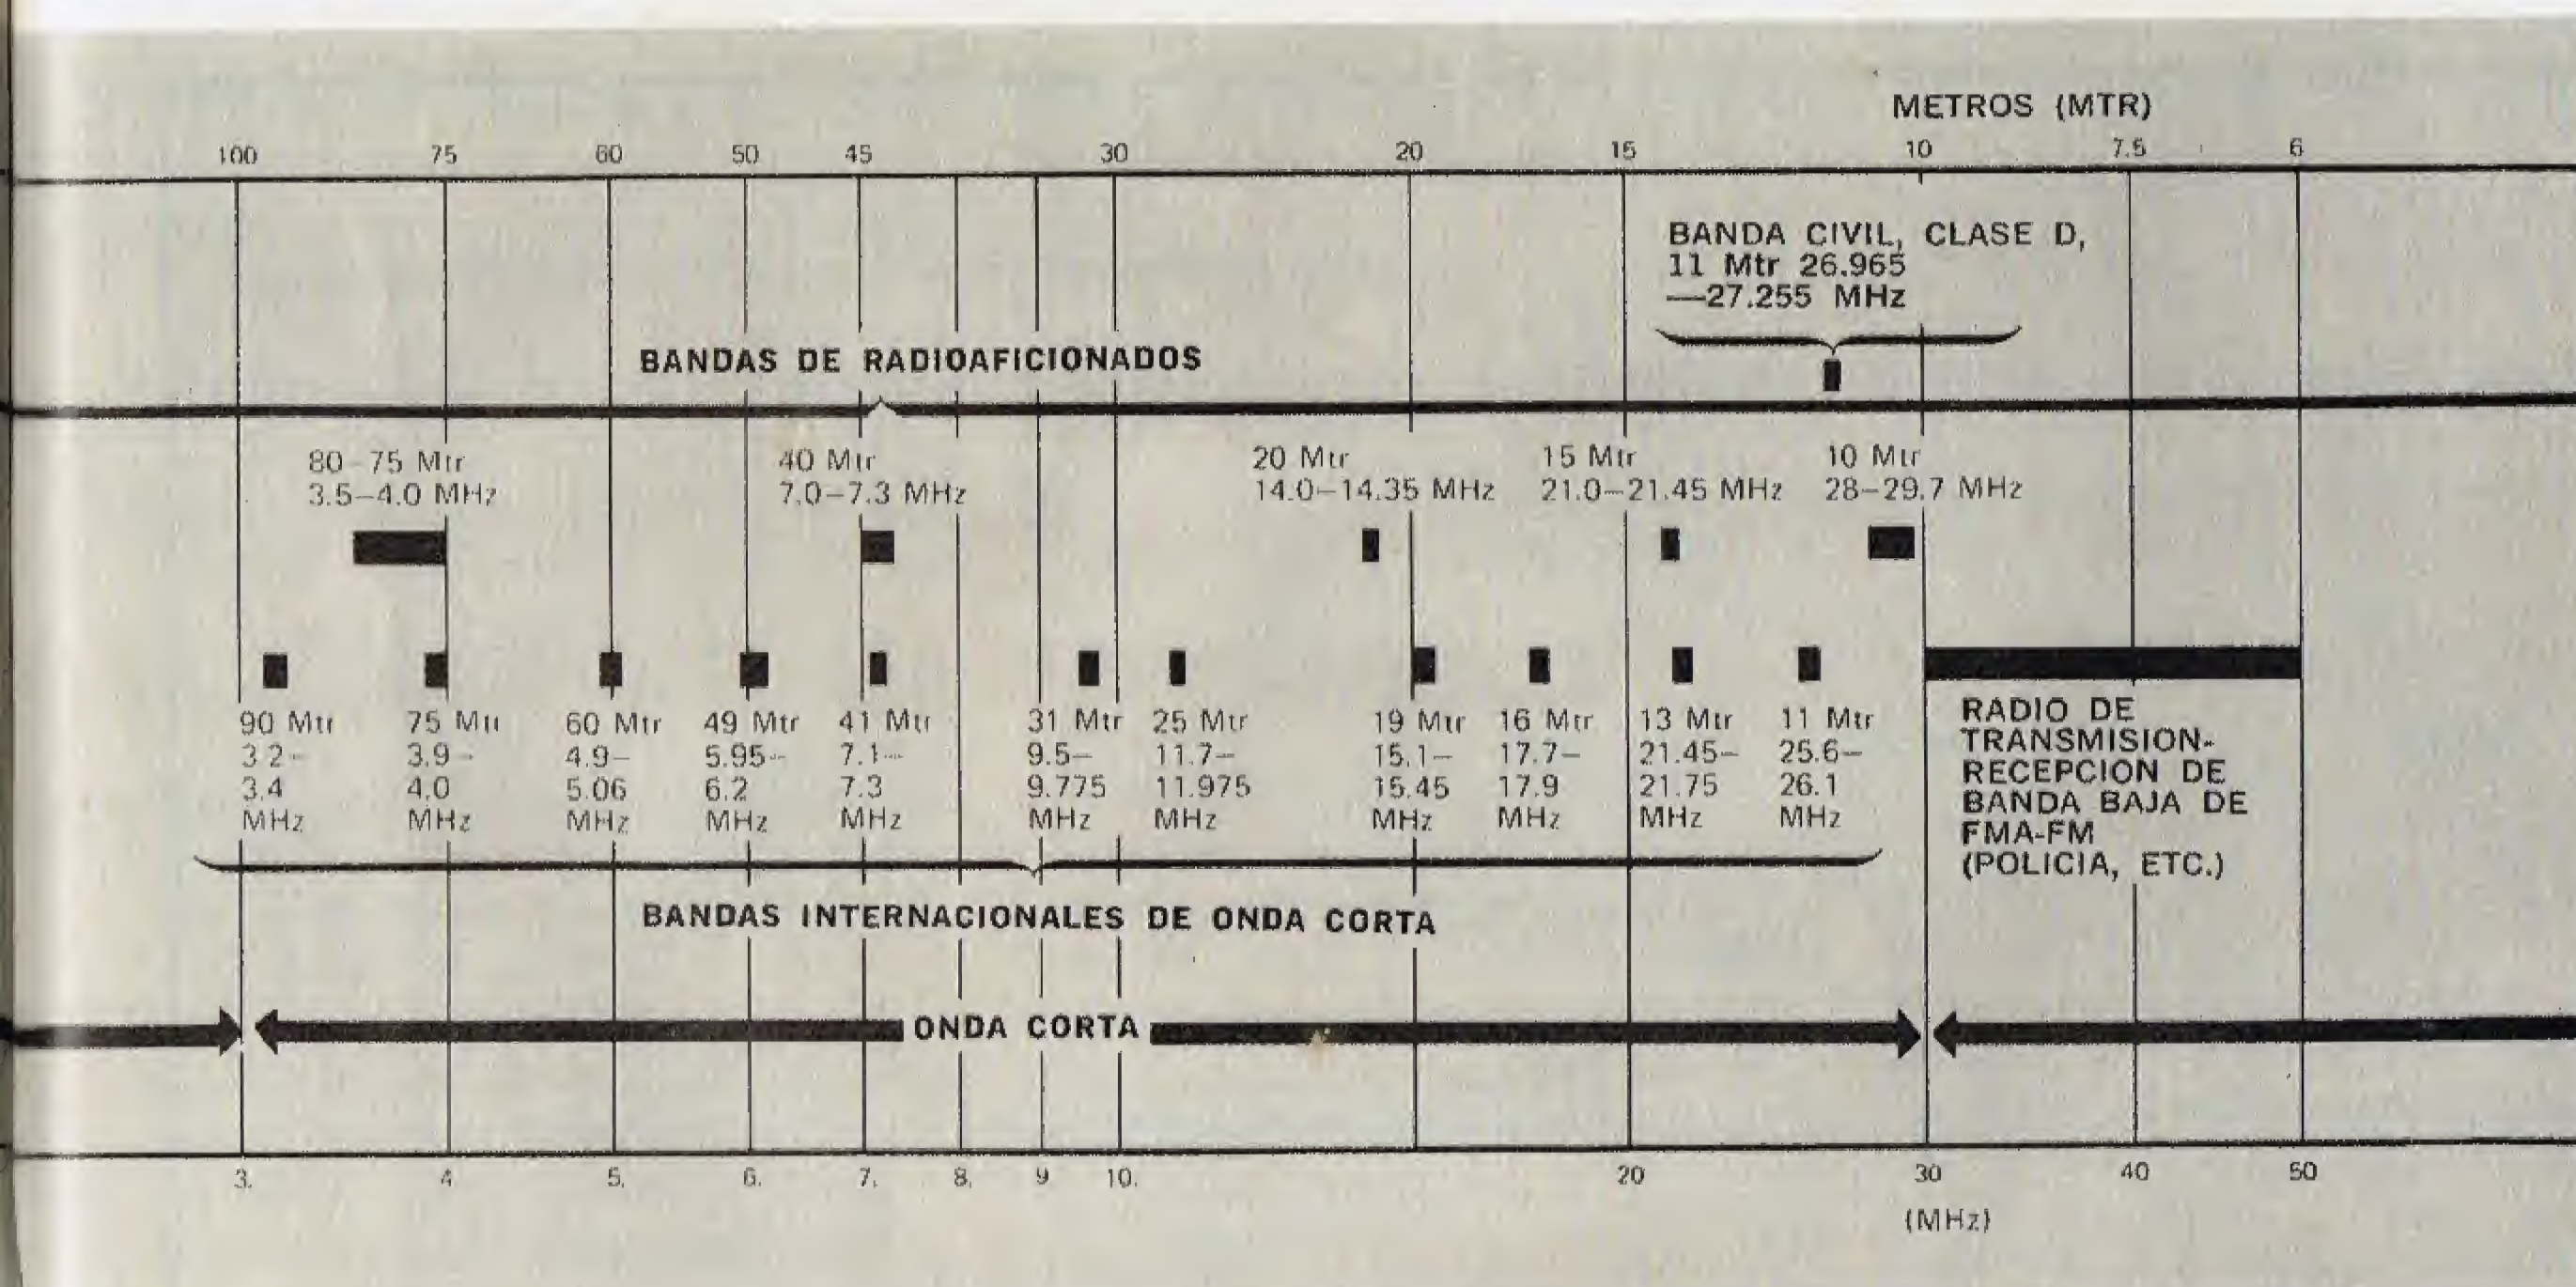 METROS (MTR)
100 75 60 50 45 30 20 15 10 7.5 6
BANDA CIVIL, CLASE D,
11 Mtr 26.965
—27.255 MHz
BANDAS DE RADIOAFICIONADOS
80-75 Mtr
3.5-4.0 MHz
40 Mtr
7.0-7.3 MHz
20 Mtr
14.0-14.35 MHz
15 Mtr
21.0-21.45 MHz
10 Mtr
28-29.7 MHz
90 Mtr
3.2-
3.4
MHz
75 Mtr
3.9-
4.0
MHz
60 Mtr
4.9-
5.06
MHz
49 Mtr
5.95-
6.2
MHz
41 Mtr
7.1-
7.3
MHz
31 Mtr
9.5-
9.775
MHz
25 Mtr
11.7-
11.975
MHz
19 Mtr
15.1-
15.45
MHz
16 Mtr
17.7-
17.9
MHz
13 Mtr
21.45-
21.75
MHz
11 Mtr
25.6-
26.1
MHz
RADIO DE
TRANSMISION-
RECEPCION DE
BANDA BAJA DE
FMA-FM
(POLICIA, ETC.)
BANDAS INTERNACIONALES DE ONDA CORTA
ONDA CORTA
3. 4 5. 6. 7. 8. 9 10. 20 30 40 50
(MHz)